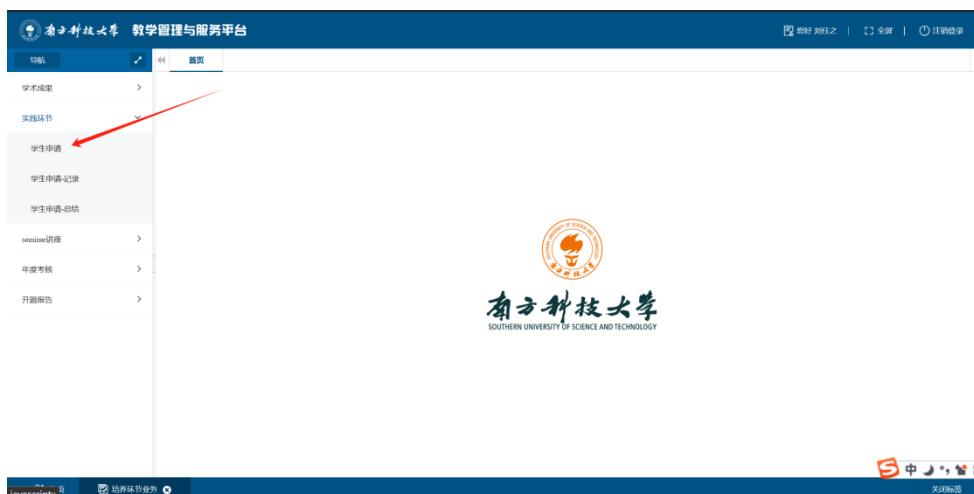 南方科技大学 教学管理与服务平台
您好 刘任之 | 全屏 | 注销登录
导航
首页
学术成果
实践环节
学生申请
学生申请-记录
学生申请-总结
seminar讲座
年度考核
开题报告
南方科技大学
SOUTHERN UNIVERSITY OF SCIENCE AND TECHNOLOGY
中
培养环节业务
关闭标签